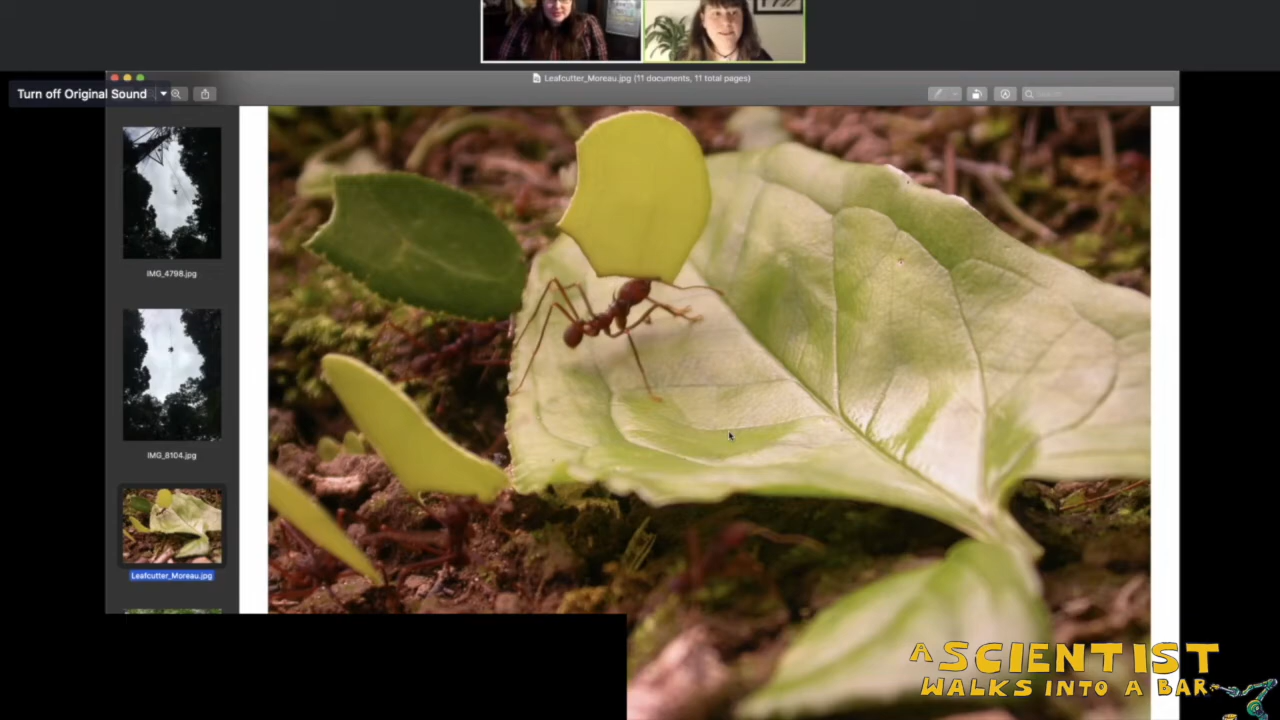 Leafcutter_Moreau.jpg (11 documents, 11 total pages)
Turn off Original Sound
Search
IMG_4798.jpg
IMG_8104.jpg
Leafcutter_Moreau.jpg
A SCIENTIST
WALKS INTO A BAR